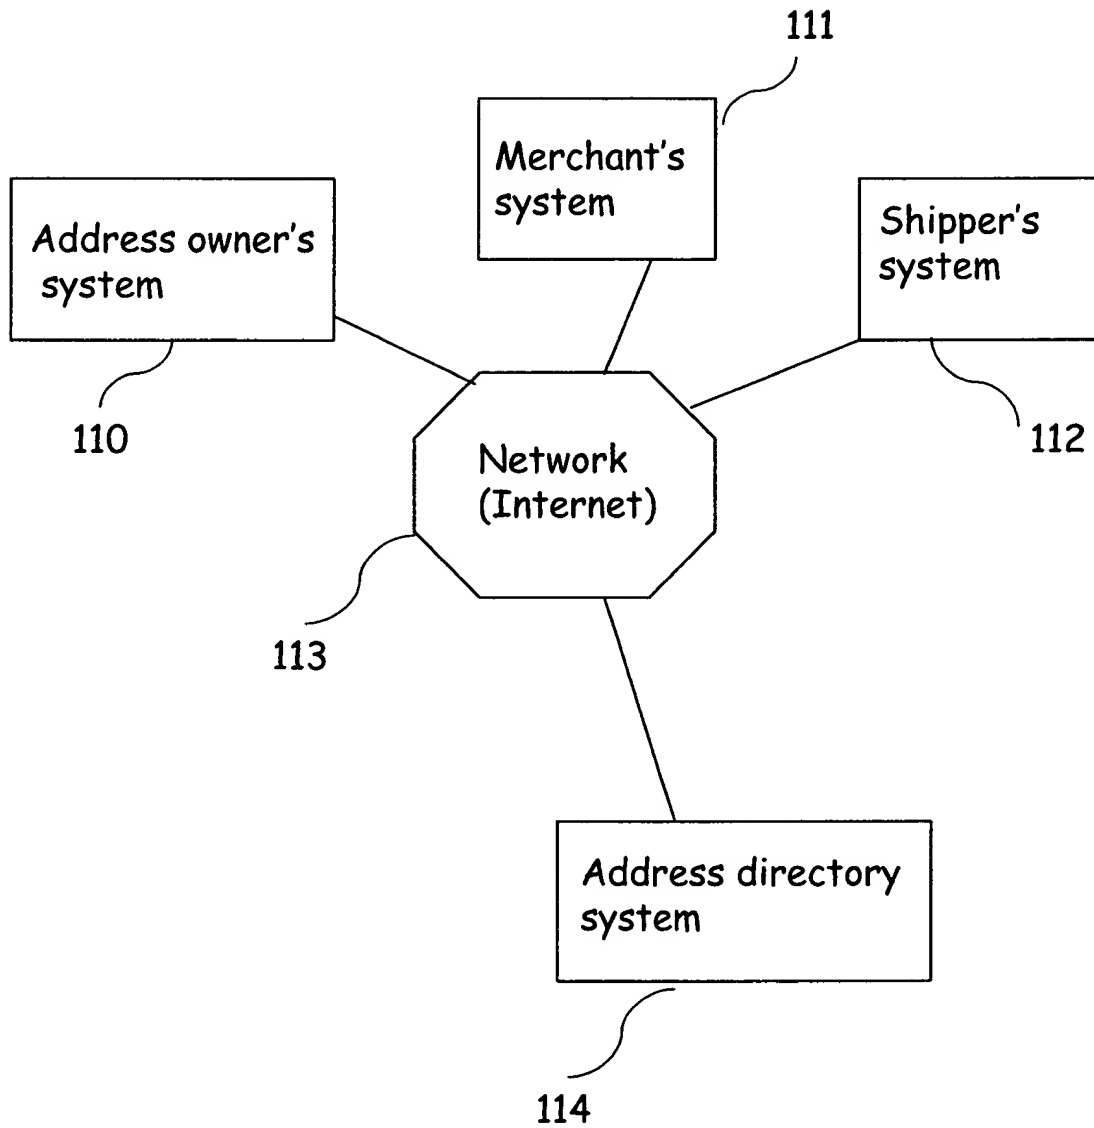 111
Merchant's
system
Address owner's
system
Shipper's
system
110
112
Network
(Internet)
113
Address directory
system
114